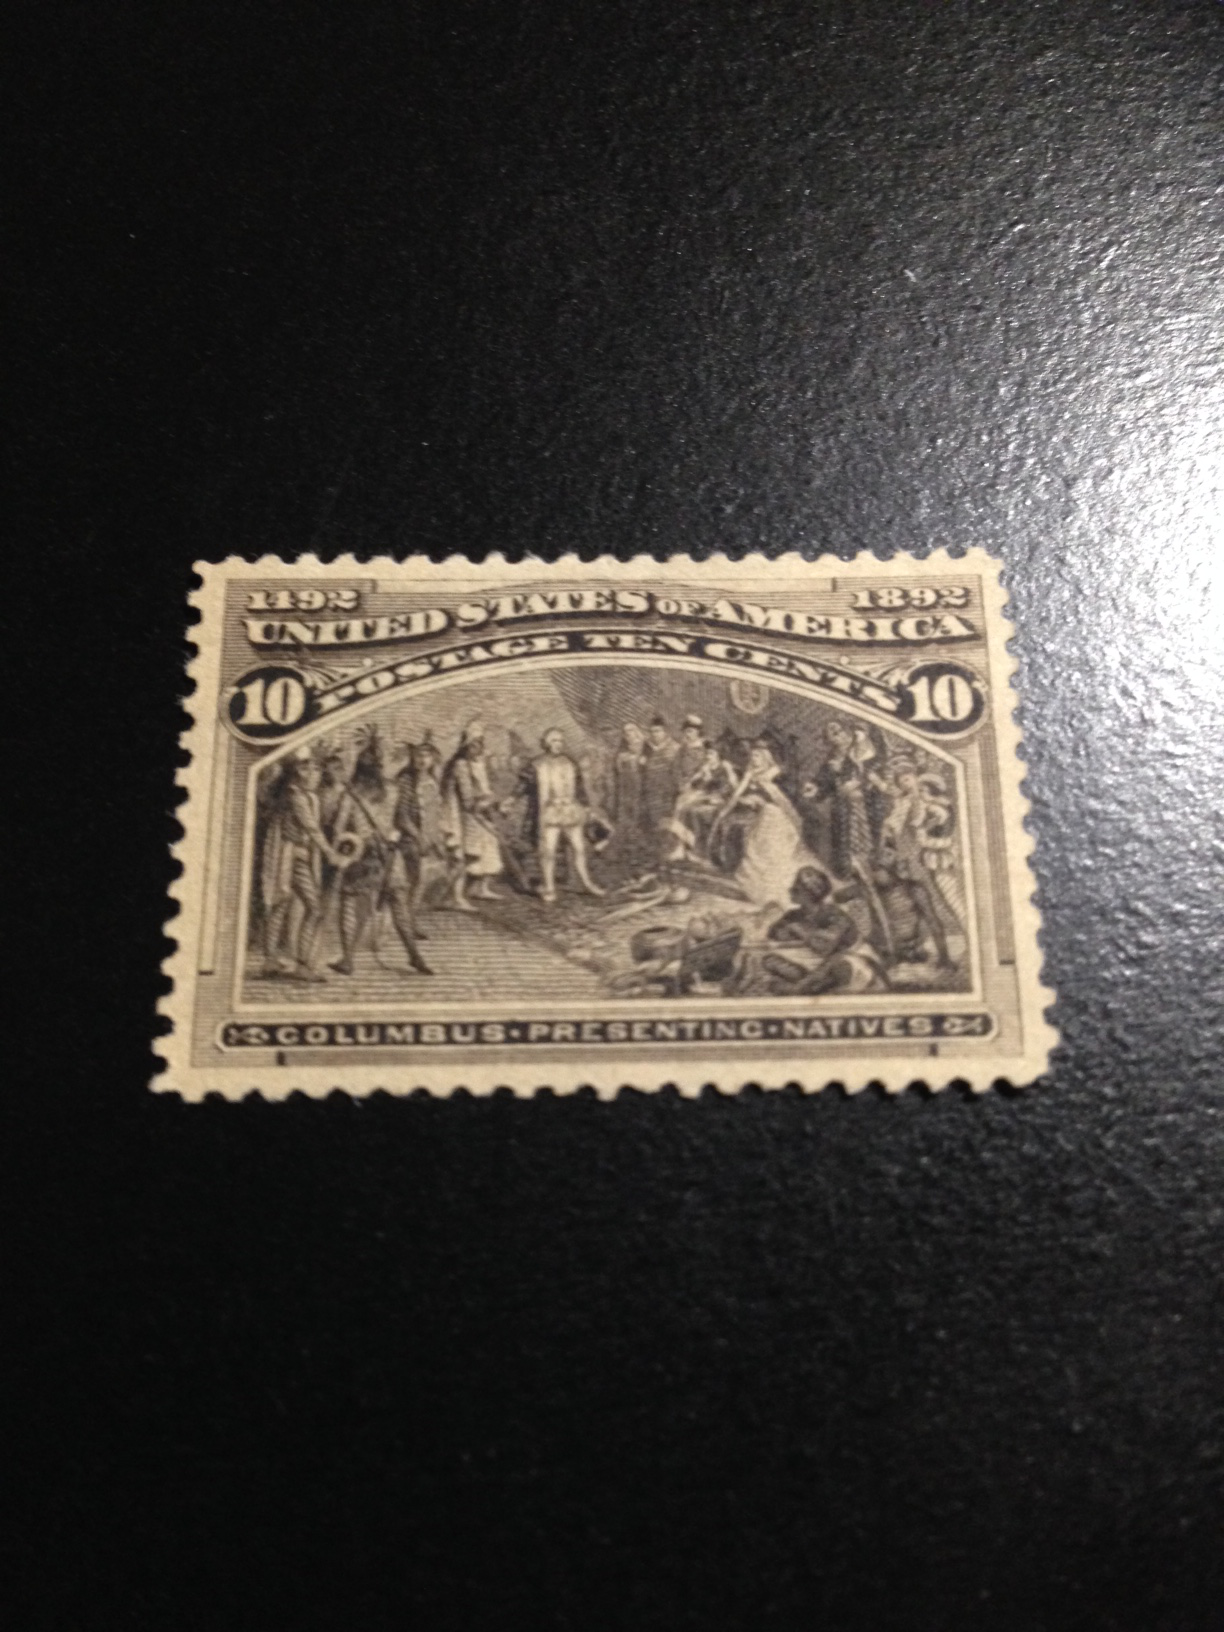 1492 1892
UNITED STATES OF AMERICA
POSTAGE TEN CENTS
10 10
COLUMBUS·PRESENTING·NATIVES